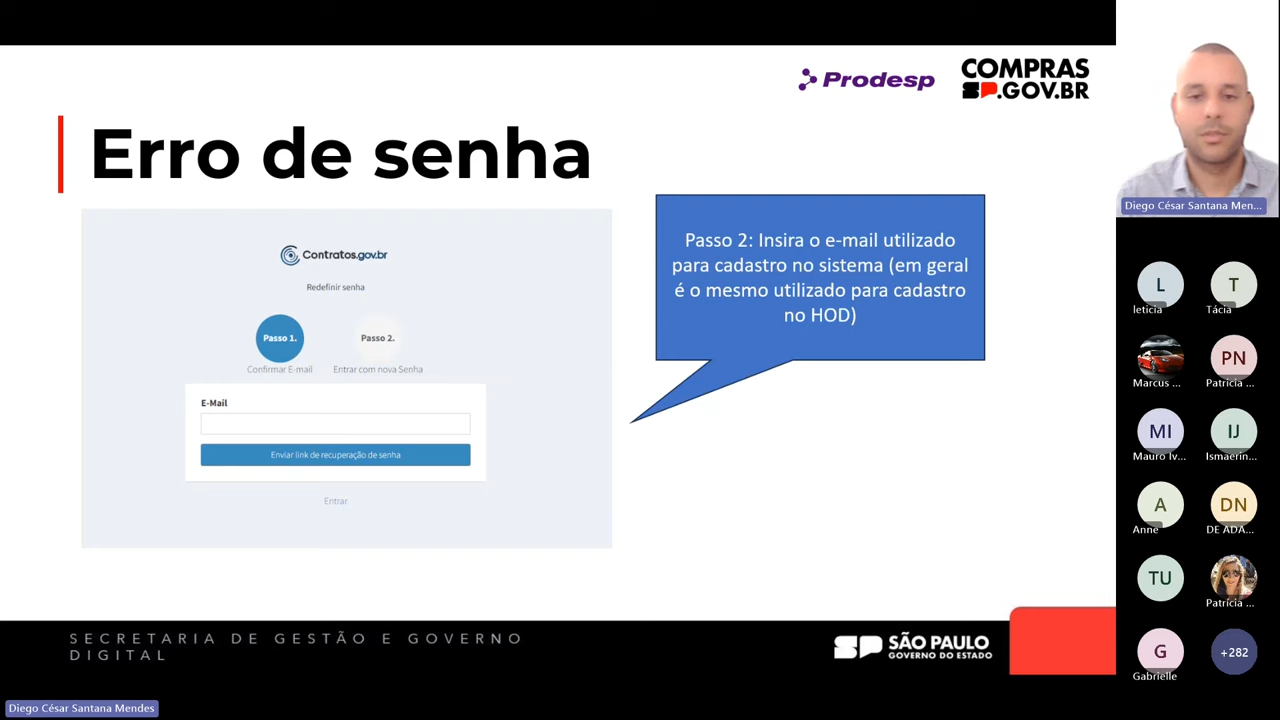 Prodesp
COMPRAS
SP.GOV.BR
Erro de senha
Contratos.gov.br
Redefinir senha
Passo 1.
Passo 2.
Confirmar E-mail
Entrar com nova Senha
E-Mail
Enviar link de recuperação de senha
Entrar
Passo 2: Insira o e-mail utilizado
para cadastro no sistema (em geral
é o mesmo utilizado para cadastro
no HOD)
SECRETARIA DE GESTÃO E GOVERNO
DIGITAL
SP
SÃO PAULO
GOVERNO DO ESTADO
Diego César Santana Men...
L
leticia
T
Tácia
Marcus ...
PN
Patrícia ...
MI
Mauro Iv...
IJ
Ismaerin...
A
Anne
DN
DE ADA...
TU
Patrícia ...
G
Gabrielle
+282
Diego César Santana Mendes